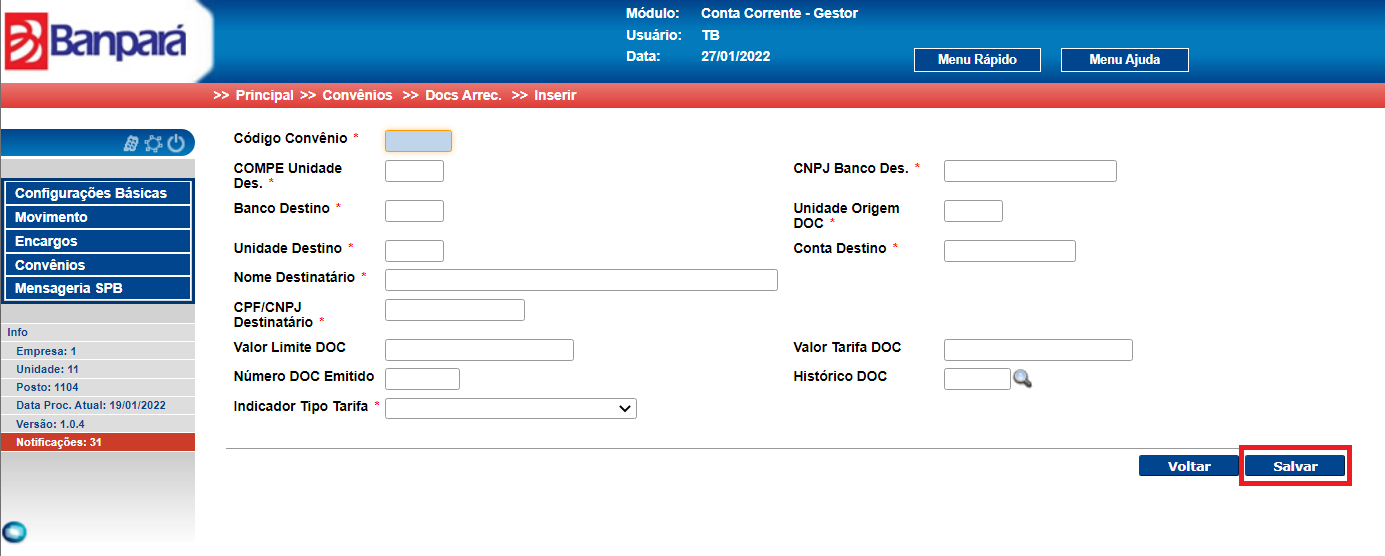 Banpará
Módulo: Conta Corrente - Gestor
Usuário: TB
Data: 27/01/2022
Menu Rápido Menu Ajuda
>> Principal >> Convênios >> Docs Arrec. >> Inserir
Configurações Básicas
Movimento
Encargos
Convênios
Mensageria SPB
Info
Empresa: 1
Unidade: 11
Posto: 1104
Data Proc. Atual: 19/01/2022
Versão: 1.0.4
Notificações: 31
Código Convênio *
COMPE Unidade
Des. *
CNPJ Banco Des. *
Banco Destino *
Unidade Origem
DOC *
Unidade Destino *
Conta Destino *
Nome Destinatário *
CPF/CNPJ
Destinatário *
Valor Limite DOC
Valor Tarifa DOC
Número DOC Emitido
Histórico DOC
Indicador Tipo Tarifa *
Voltar Salvar